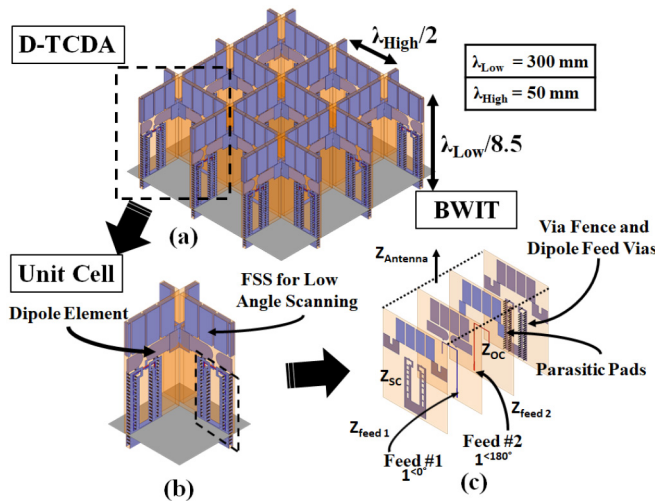 D-TCDA
λHigh/2
λLow = 300 mm
λHigh = 50 mm
λLow/8.5
BWIT
(a)
Unit Cell
Dipole Element
FSS for Low
Angle Scanning
(b)
ZAntenna
Via Fence and
Dipole Feed Vias
ZOC
Parasitic Pads
ZSC
Zfeed 1
Zfeed 2
Feed #1
1<0°
Feed #2
1<180°
(c)